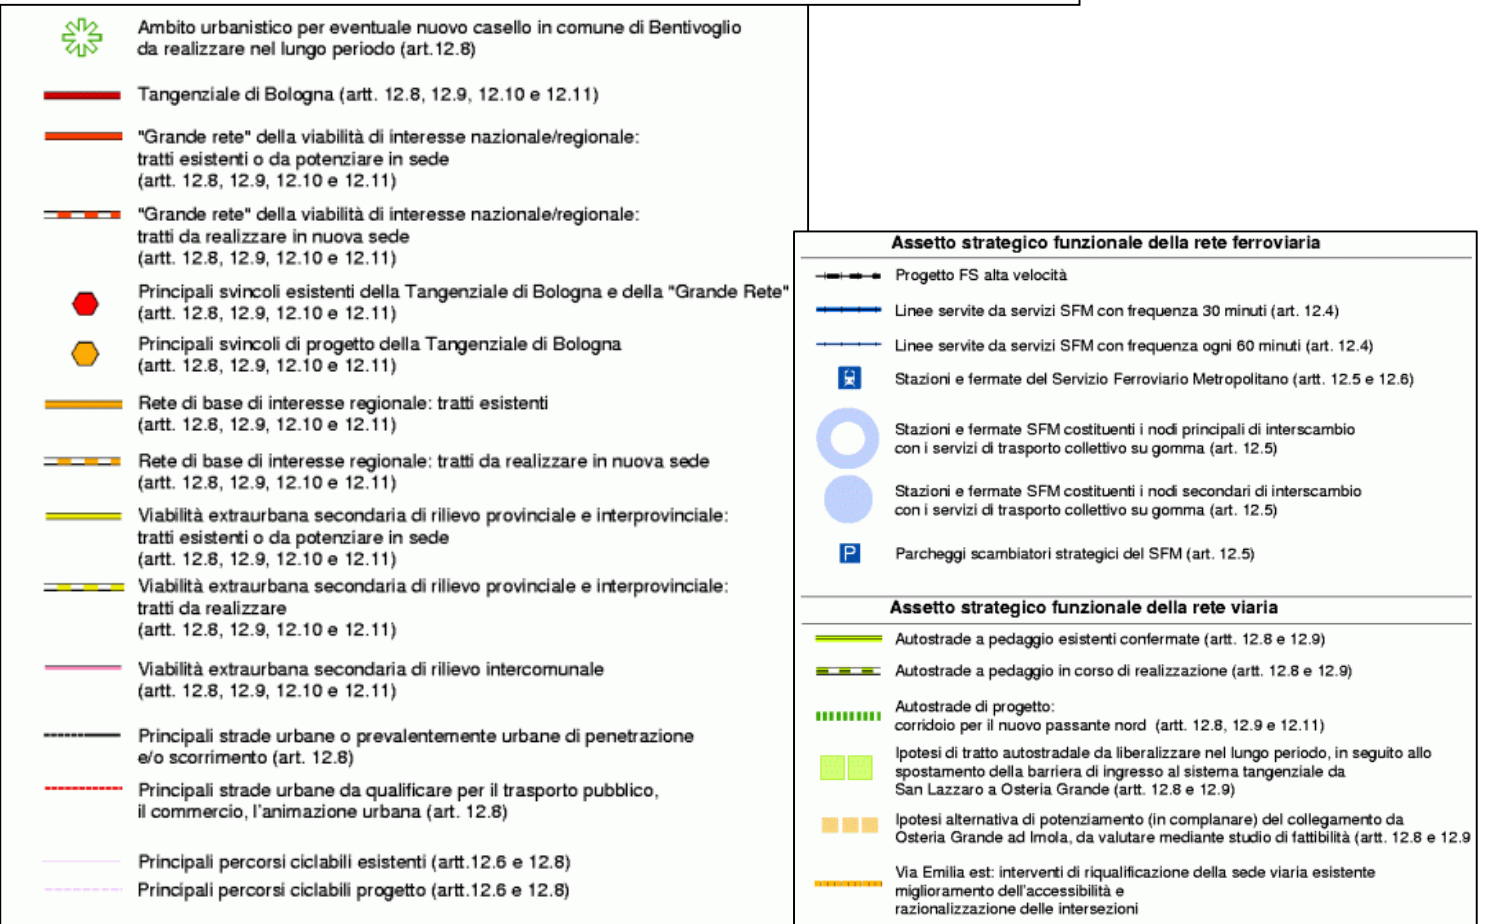 Ambito urbanistico per eventuale nuovo casello in comune di Bentivoglio
da realizzare nel lungo periodo (art.12.8)
Tangenziale di Bologna (artt. 12.8, 12.9, 12.10 e 12.11)
"Grande rete" della viabilità di interesse nazionale/regionale:
tratti esistenti o da potenziare in sede
(artt. 12.8, 12.9, 12.10 e 12.11)
"Grande rete" della viabilità di interesse nazionale/regionale:
tratti da realizzare in nuova sede
(artt. 12.8, 12.9, 12.10 e 12.11)
Principali svincoli esistenti della Tangenziale di Bologna e della "Grande Rete"
(artt. 12.8, 12.9, 12.10 e 12.11)
Principali svincoli di progetto della Tangenziale di Bologna
(artt. 12.8, 12.9, 12.10 e 12.11)
Rete di base di interesse regionale: tratti esistenti
(artt. 12.8, 12.9, 12.10 e 12.11)
Rete di base di interesse regionale: tratti da realizzare in nuova sede
(artt. 12.8, 12.9, 12.10 e 12.11)
Viabilità extraurbana secondaria di rilievo provinciale e interprovinciale:
tratti esistenti o da potenziare in sede
(artt. 12.8, 12.9, 12.10 e 12.11)
Viabilità extraurbana secondaria di rilievo provinciale e interprovinciale:
tratti da realizzare
(artt. 12.8, 12.9, 12.10 e 12.11)
Viabilità extraurbana secondaria di rilievo intercomunale
(artt. 12.8, 12.9, 12.10 e 12.11)
Principali strade urbane o prevalentemente urbane di penetrazione
e/o scorrimento (art. 12.8)
Principali strade urbane da qualificare per il trasporto pubblico,
il commercio, l'animazione urbana (art. 12.8)
Principali percorsi ciclabili esistenti (artt.12.6 e 12.8)
Principali percorsi ciclabili progetto (artt.12.6 e 12.8)
Assetto strategico funzionale della rete ferroviaria
Progetto FS alta velocità
Linee servite da servizi SFM con frequenza 30 minuti (art. 12.4)
Linee servite da servizi SFM con frequenza ogni 60 minuti (art. 12.4)
Stazioni e fermate del Servizio Ferroviario Metropolitano (artt. 12.5 e 12.6)
Stazioni e fermate SFM costituenti i nodi principali di interscambio
con i servizi di trasporto collettivo su gomma (art. 12.5)
Stazioni e fermate SFM costituenti i nodi secondari di interscambio
con i servizi di trasporto collettivo su gomma (art. 12.5)
P Parcheggi scambiatori strategici del SFM (art. 12.5)
Assetto strategico funzionale della rete viaria
Autostrade a pedaggio esistenti confermate (artt. 12.8 e 12.9)
Autostrade a pedaggio in corso di realizzazione (artt. 12.8 e 12.9)
Autostrade di progetto:
corridoio per il nuovo passante nord (artt. 12.8, 12.9 e 12.11)
Ipotesi di tratto autostradale da liberalizzare nel lungo periodo, in seguito allo
spostamento della barriera di ingresso al sistema tangenziale da
San Lazzaro a Osteria Grande (artt. 12.8 e 12.9)
Ipotesi alternativa di potenziamento (in complanare) del collegamento da
Osteria Grande ad Imola, da valutare mediante studio di fattibilità (artt. 12.8 e 12.9
Via Emilia est: interventi di riqualificazione della sede viaria esistente
miglioramento dell'accessibilità e
razionalizzazione delle intersezioni